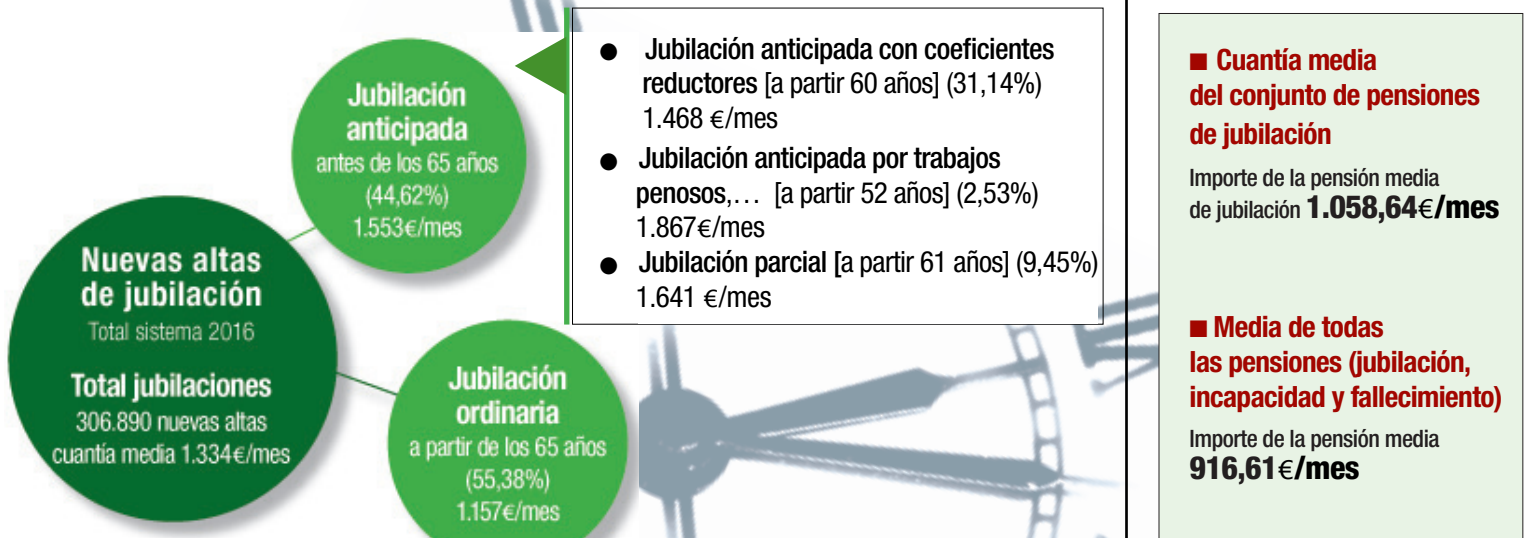 Nuevas altas
de jubilación
Total sistema 2016
Total jubilaciones
306.890 nuevas altas
cuantía media 1.334€/mes
Jubilación
anticipada
antes de los 65 años
(44,62%)
1.553€/mes
● Jubilación anticipada con coeficientes
reductores [a partir 60 años] (31,14%)
1.468 €/mes
● Jubilación anticipada por trabajos
penosos,... [a partir 52 años] (2,53%)
1.867€/mes
● Jubilación parcial [a partir 61 años] (9,45%)
1.641 €/mes
Jubilación
ordinaria
a partir de los 65 años
(55,38%)
1.157€/mes
■ Cuantía media
del conjunto de pensiones
de jubilación
Importe de la pensión media
de jubilación 1.058,64€/mes
■ Media de todas
las pensiones (jubilación,
incapacidad y fallecimiento)
Importe de la pensión media
916,61€/mes